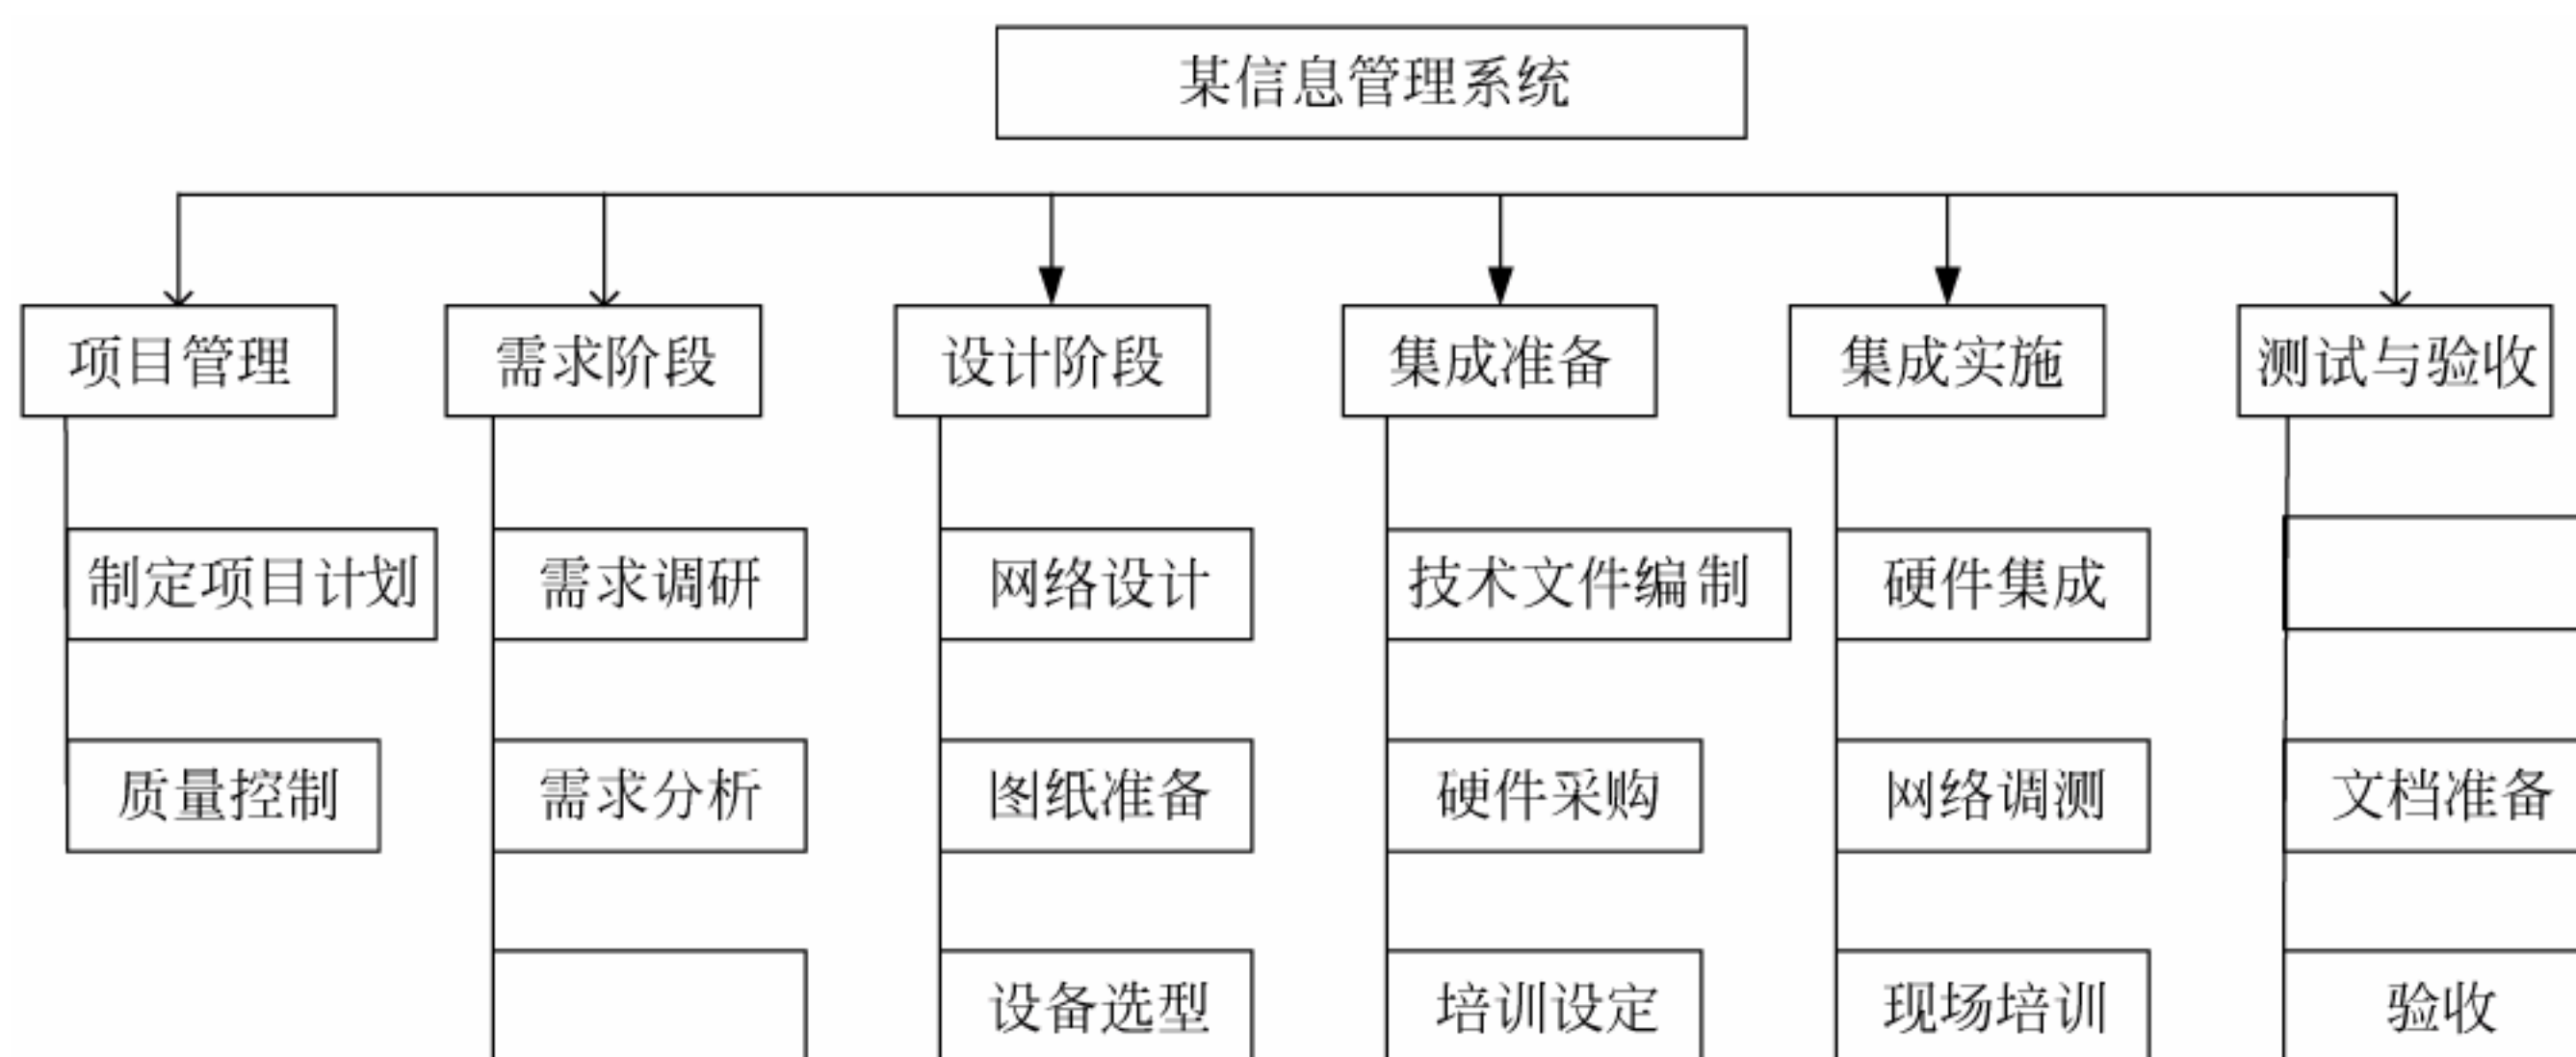 某信息管理系统
项目管理
需求阶段
设计阶段
集成准备
集成实施
测试与验收
制定项目计划
需求调研
网络设计
技术文件编制
硬件集成
质量控制
需求分析
图纸准备
硬件采购
网络调测
文档准备
设备选型
培训设定
现场培训
验收